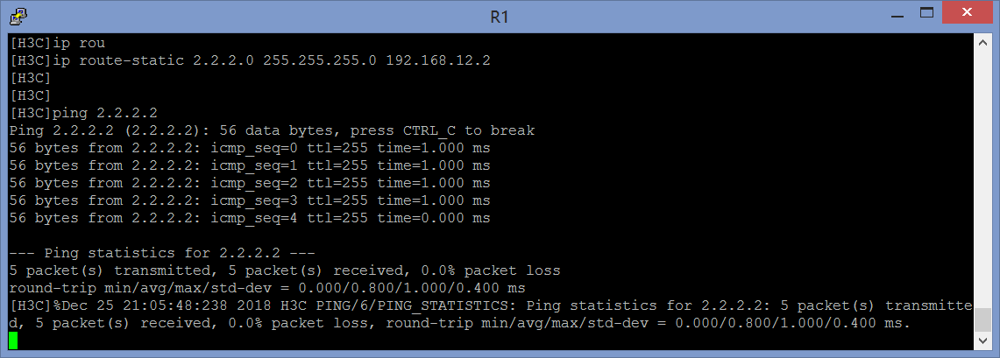 R1
[H3C]ip rou
[H3C]ip route-static 2.2.2.0 255.255.255.0 192.168.12.2
[H3C]
[H3C]
[H3C]ping 2.2.2.2
Ping 2.2.2.2 (2.2.2.2): 56 data bytes, press CTRL_C to break
56 bytes from 2.2.2.2: icmp_seq=0 ttl=255 time=1.000 ms
56 bytes from 2.2.2.2: icmp_seq=1 ttl=255 time=1.000 ms
56 bytes from 2.2.2.2: icmp_seq=2 ttl=255 time=1.000 ms
56 bytes from 2.2.2.2: icmp_seq=3 ttl=255 time=1.000 ms
56 bytes from 2.2.2.2: icmp_seq=4 ttl=255 time=0.000 ms
--- Ping statistics for 2.2.2.2 ---
5 packet(s) transmitted, 5 packet(s) received, 0.0% packet loss
round-trip min/avg/max/std-dev = 0.000/0.800/1.000/0.400 ms
[H3C]%Dec 25 21:05:48:238 2018 H3C PING/6/PING_STATISTICS: Ping statistics for 2.2.2.2: 5 packet(s) transmitte
d, 5 packet(s) received, 0.0% packet loss, round-trip min/avg/max/std-dev = 0.000/0.800/1.000/0.400 ms.